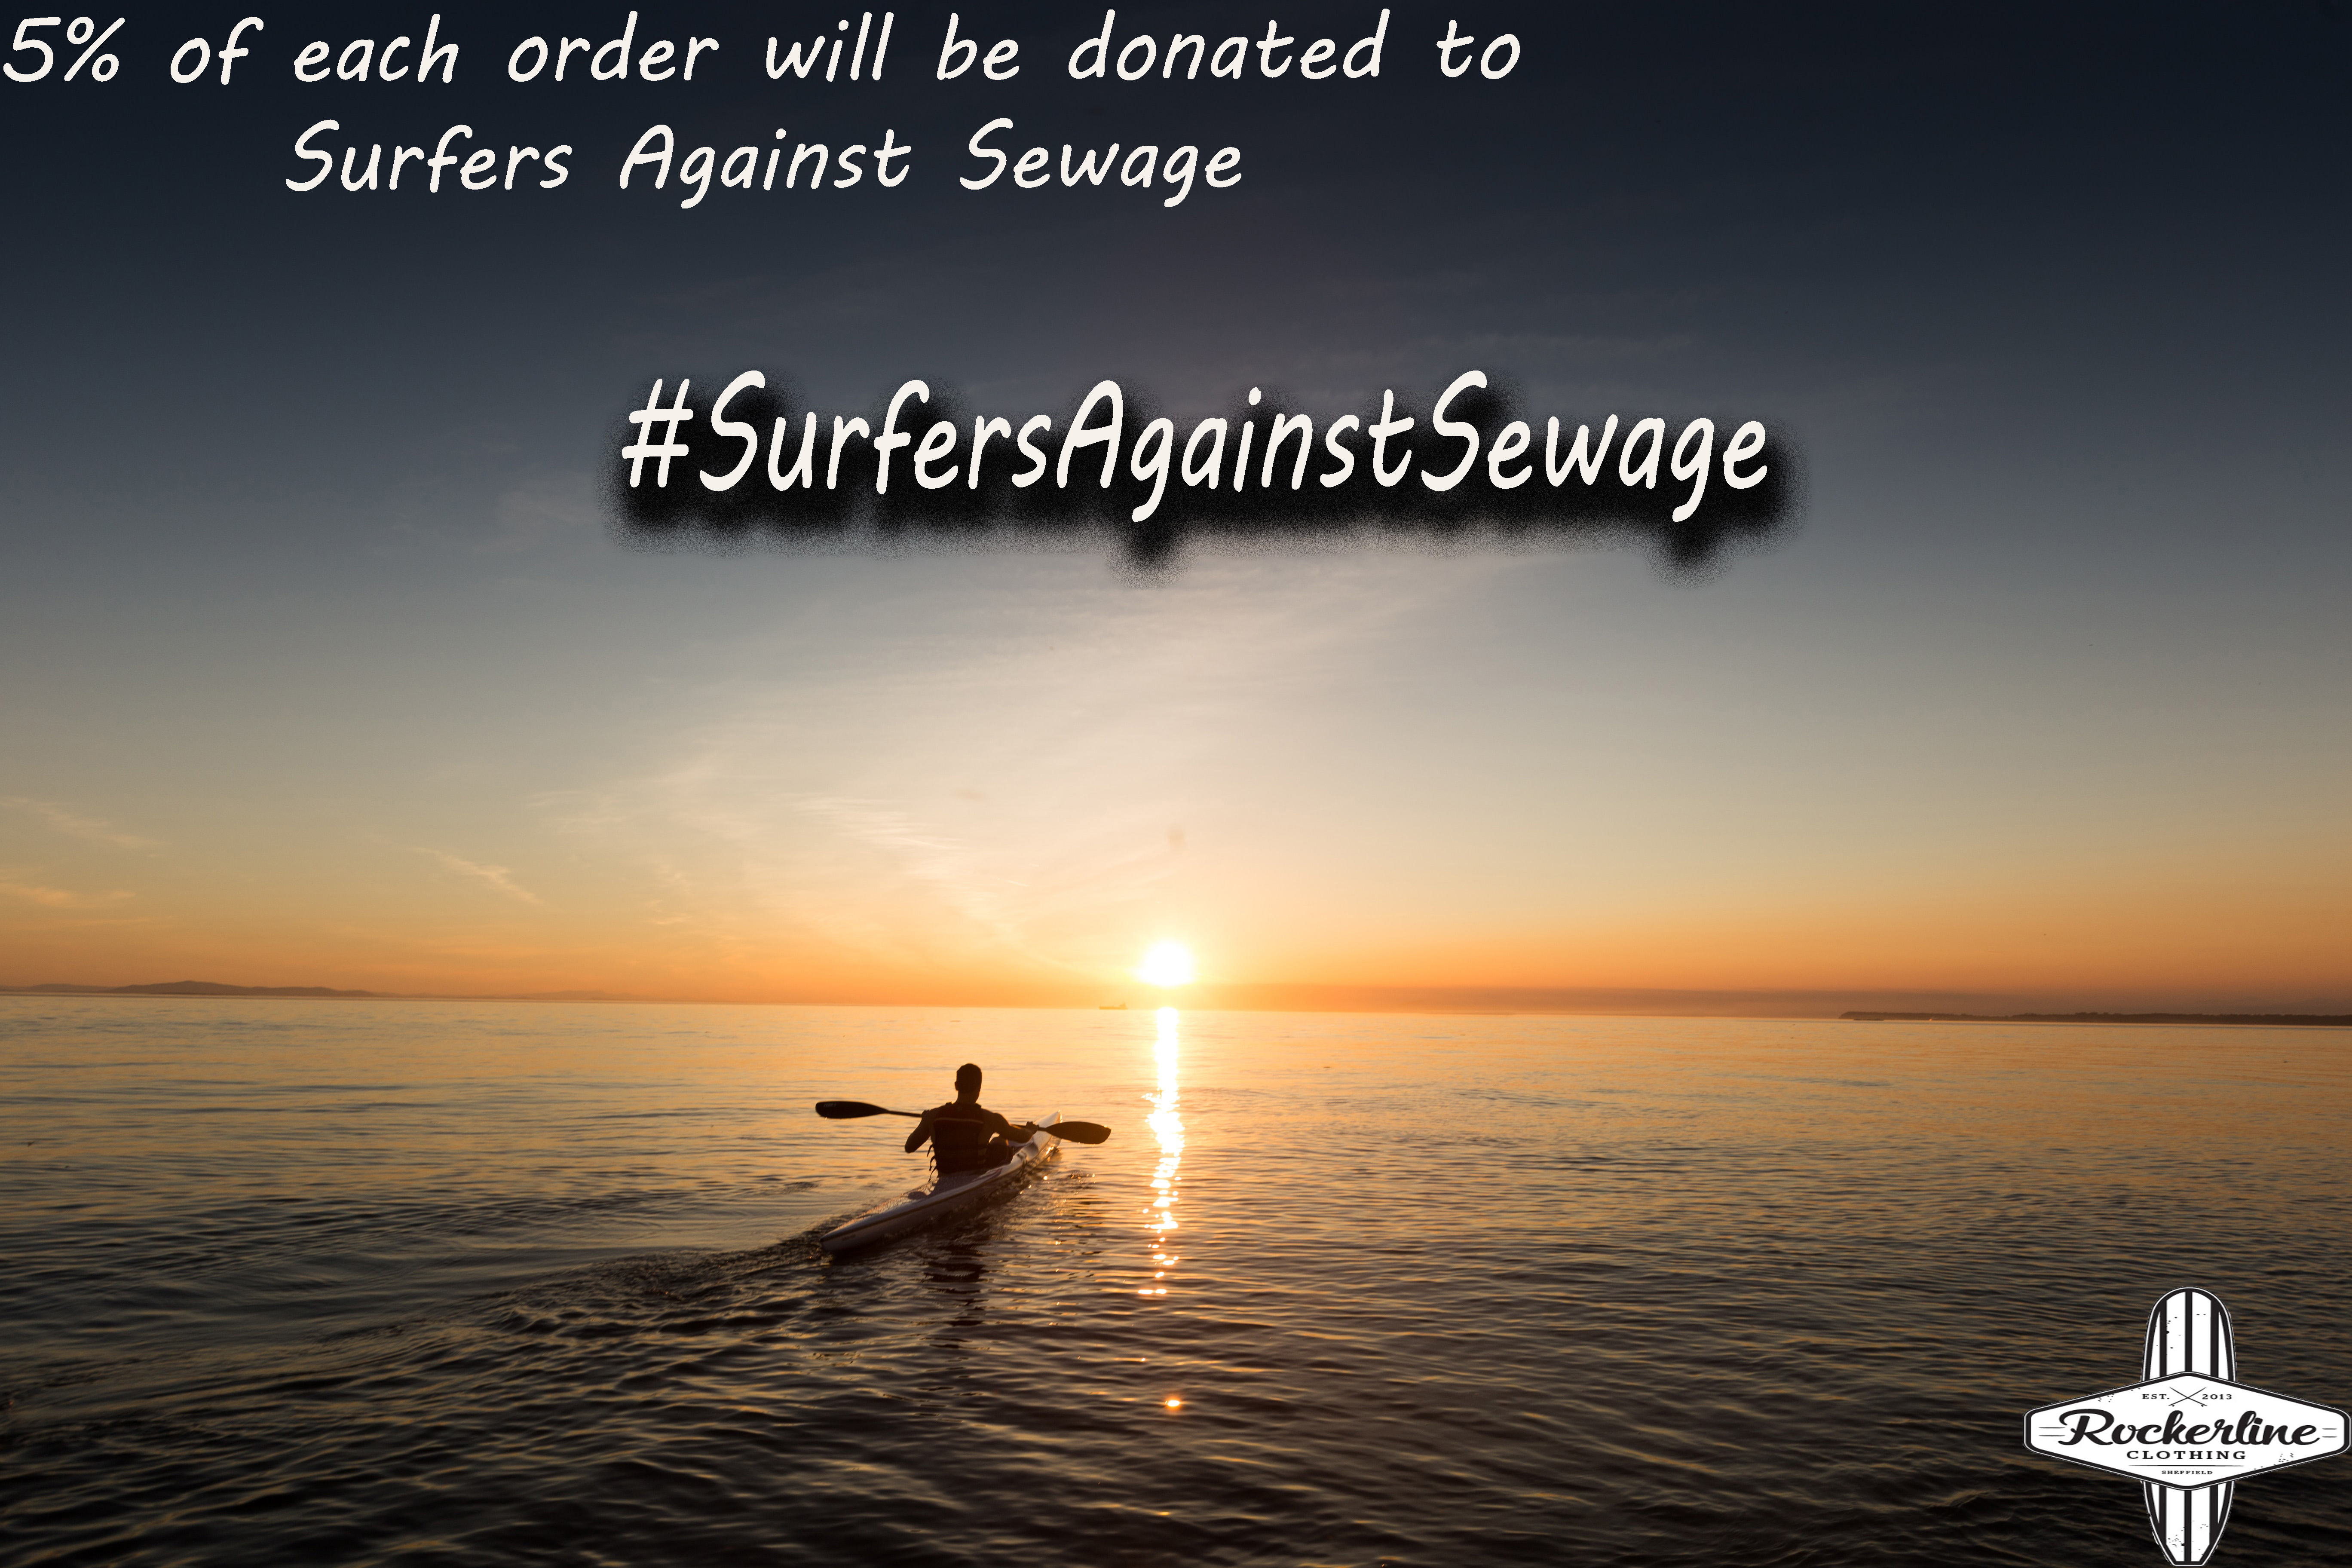 5% of each order will be donated to
Surfers Against Sewage
#SurfersAgainstSewage
EST. 2013
Rockerline
CLOTHING
SHEFFIELD